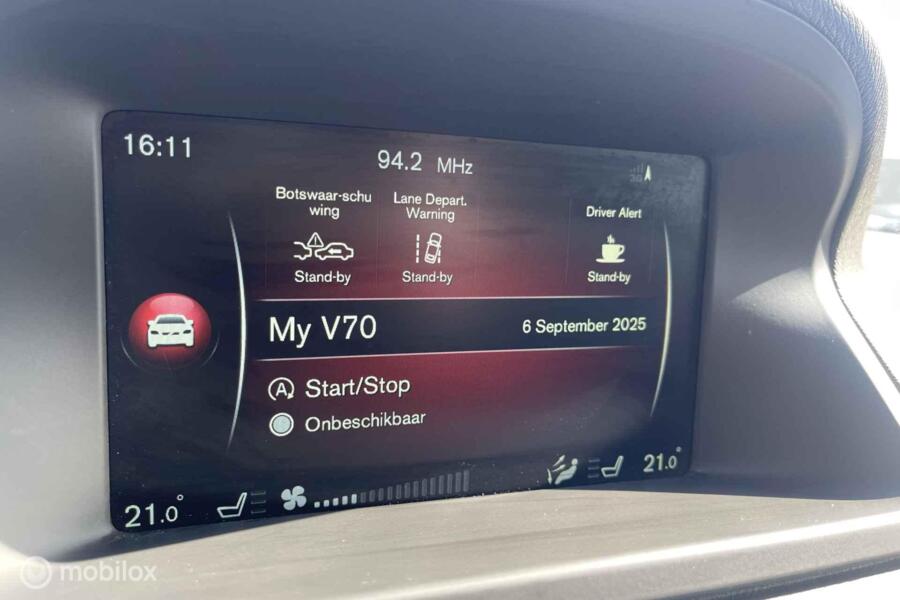 16:11
94.2 MHz
3G
Botswaar-schu
wing
Lane Depart.
Warning
Driver Alert
Stand-by
Stand-by
Stand-by
My V70
6 September 2025
A Start/Stop
Onbeschikbaar
21.0°
21.0°
mobilox